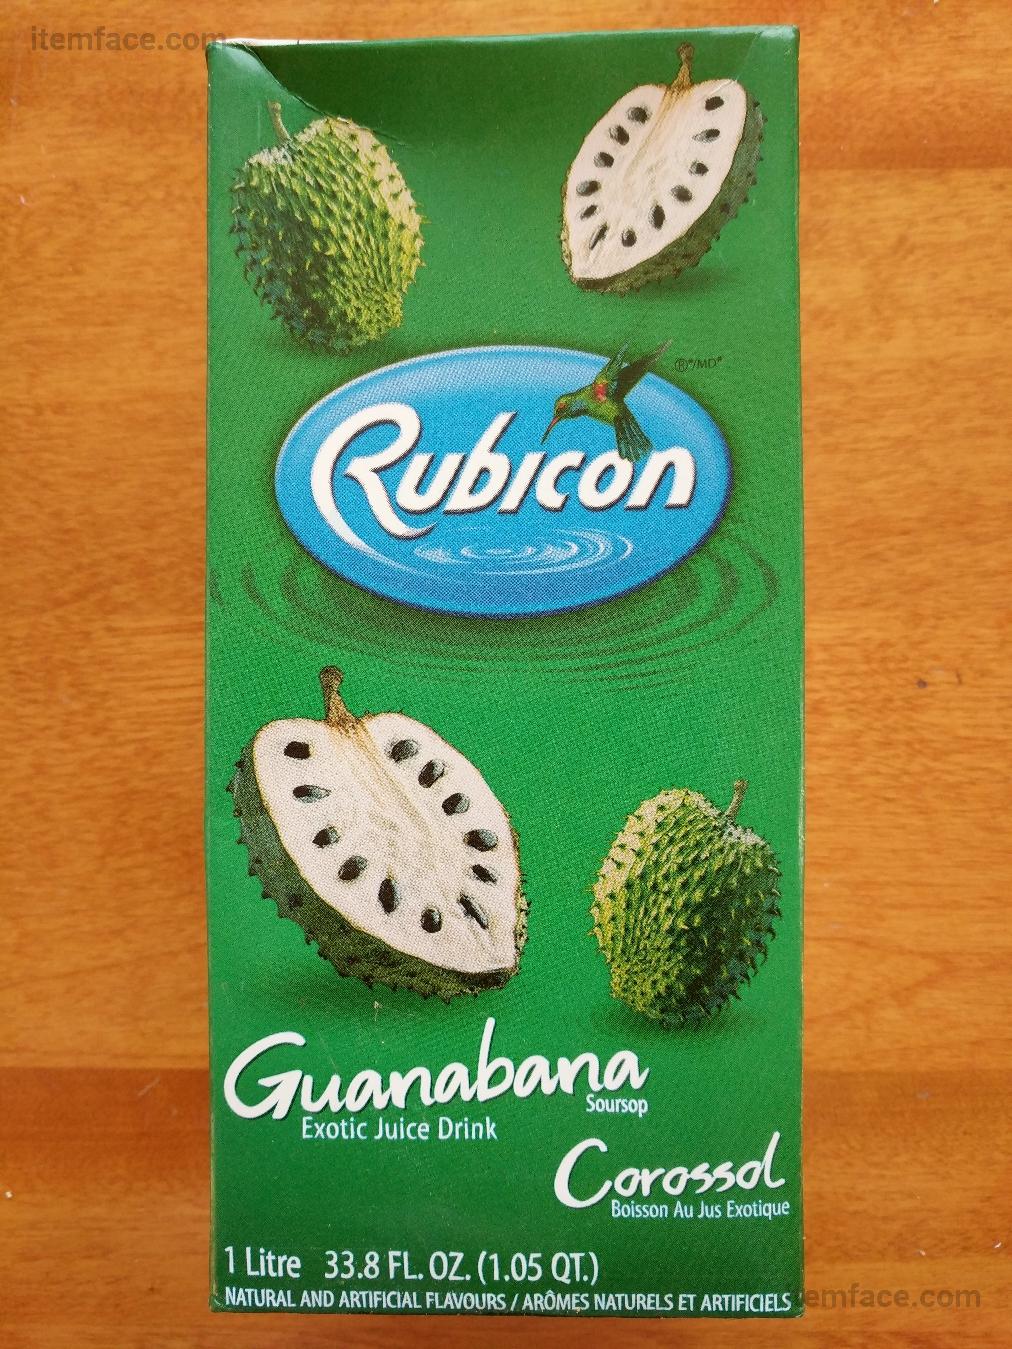 itemface.com
®*/MD*
Rubicon
Guanabana
Soursop
Exotic Juice Drink
Corossol
Boisson Au Jus Exotique
1 Litre 33.8 FL. OZ. (1.05 QT.)
NATURAL AND ARTIFICIAL FLAVOURS / ARÔMES NATURELS ET ARTIFICIELS
itemface.com